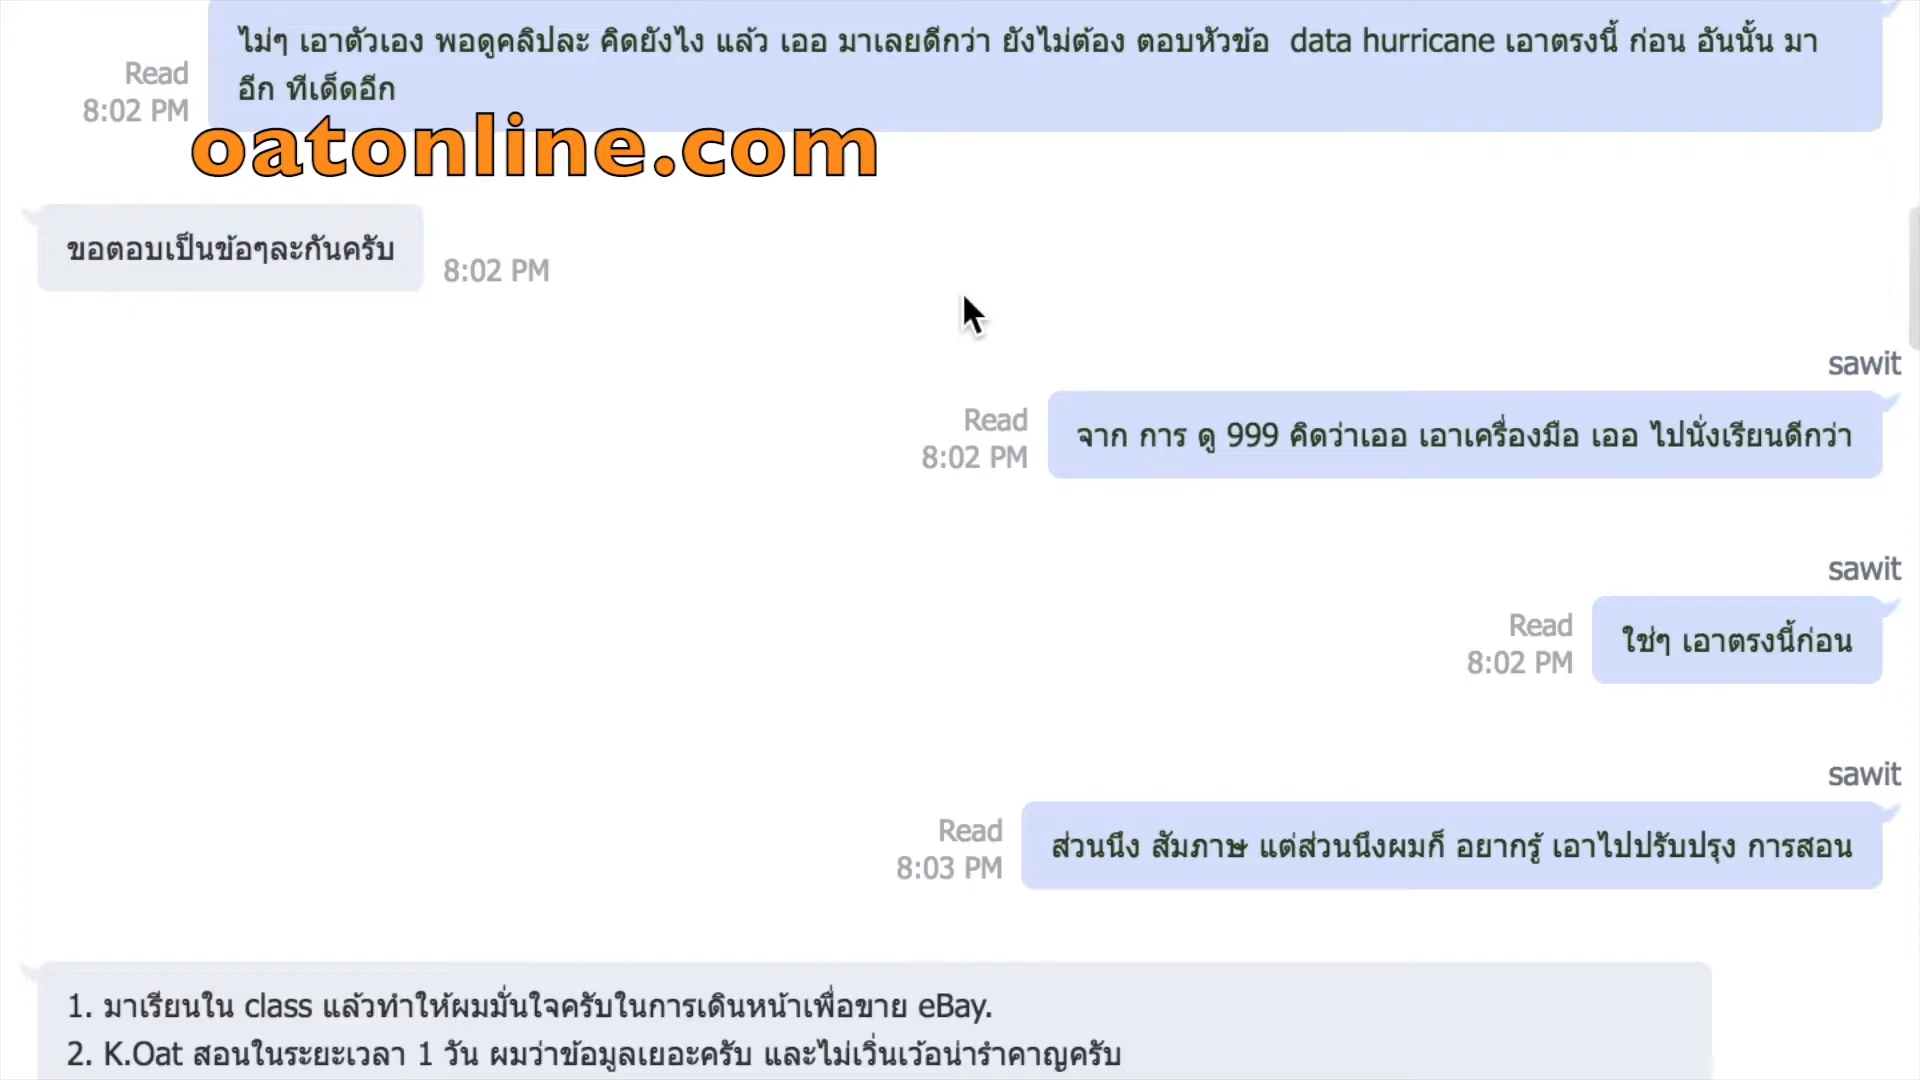 ไม่ๆ เอาตัวเอง พอดูคลิปละ คิดยังไง แล้ว เออ มาเลยดีกว่า ยังไม่ต้อง ตอบหัวข้อ  data hurricane เอาตรงนี้ ก่อน อันนั้น มา
อีก ทีเด็ดอีก
Read
8:02 PM
oatonline.com
ขอตอบเป็นข้อๆละกันครับ
8:02 PM
sawit
Read
8:02 PM
จาก การ ดู 999 คิดว่าเออ เอาเครื่องมือ เออ ไปนั่งเรียนดีกว่า
sawit
Read
8:02 PM
ใช่ๆ เอาตรงนี้ก่อน
sawit
Read
8:03 PM
ส่วนนึง สัมภาษ แต่ส่วนนึงผมก็ อยากรู้ เอาไปปรับปรุง การสอน
1. มาเรียนใน class แล้วทำให้ผมมั่นใจครับในการเดินหน้าเพื่อขาย eBay.
2. K.Oat สอนในระยะเวลา 1 วัน ผมว่าข้อมูลเยอะครับ และไม่เวิ่นเว้อน่ารำคาญครับ